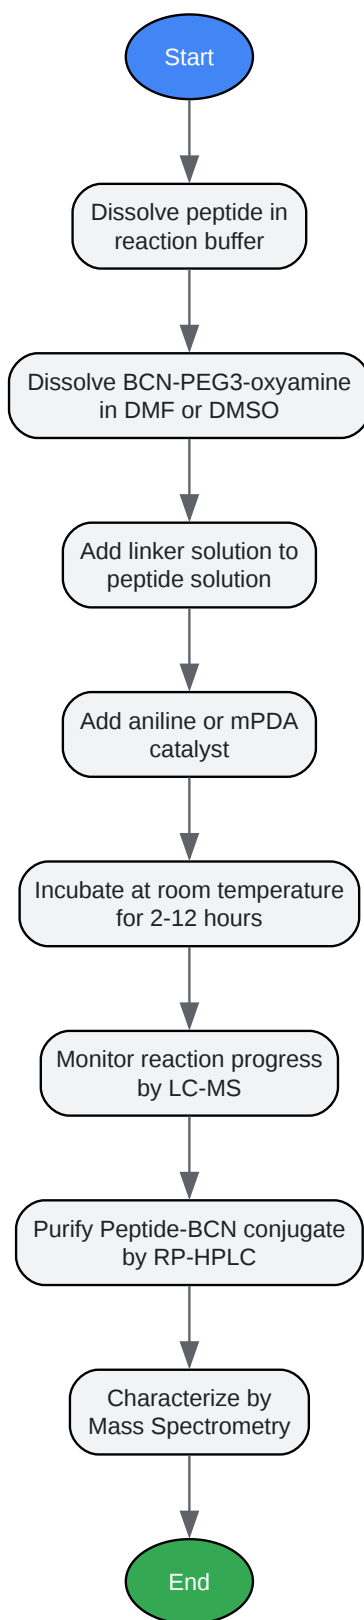 Start
Dissolve peptide in
reaction buffer
Dissolve BCN-PEG3-oxyamine
in DMF or DMSO
Add linker solution to
peptide solution
Add aniline or mPDA
catalyst
Incubate at room temperature
for 2-12 hours
Monitor reaction progress
by LC-MS
Purify Peptide-BCN conjugate
by RP-HPLC
Characterize by
Mass Spectrometry
End